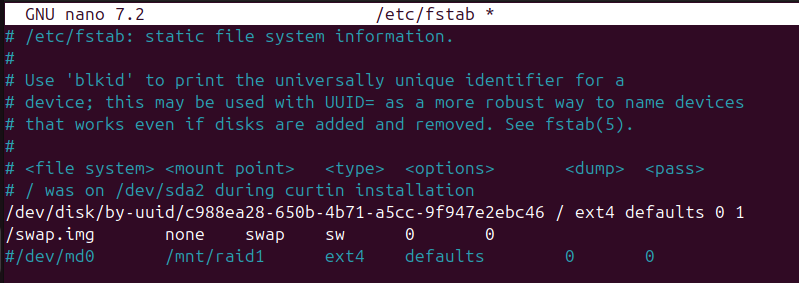 GNU nano 7.2 /etc/fstab *
# /etc/fstab: static file system information.
#
# Use 'blkid' to print the universally unique identifier for a
# device; this may be used with UUID= as a more robust way to name devices
# that works even if disks are added and removed. See fstab(5).
#
# <file system> <mount point> <type> <options> <dump> <pass>
# / was on /dev/sda2 during curtin installation
/dev/disk/by-uuid/c988ea28-650b-4b71-a5cc-9f947e2ebc46 / ext4 defaults 0 1
/swap.img none swap sw 0 0
#/dev/md0 /mnt/raid1 ext4 defaults 0 0